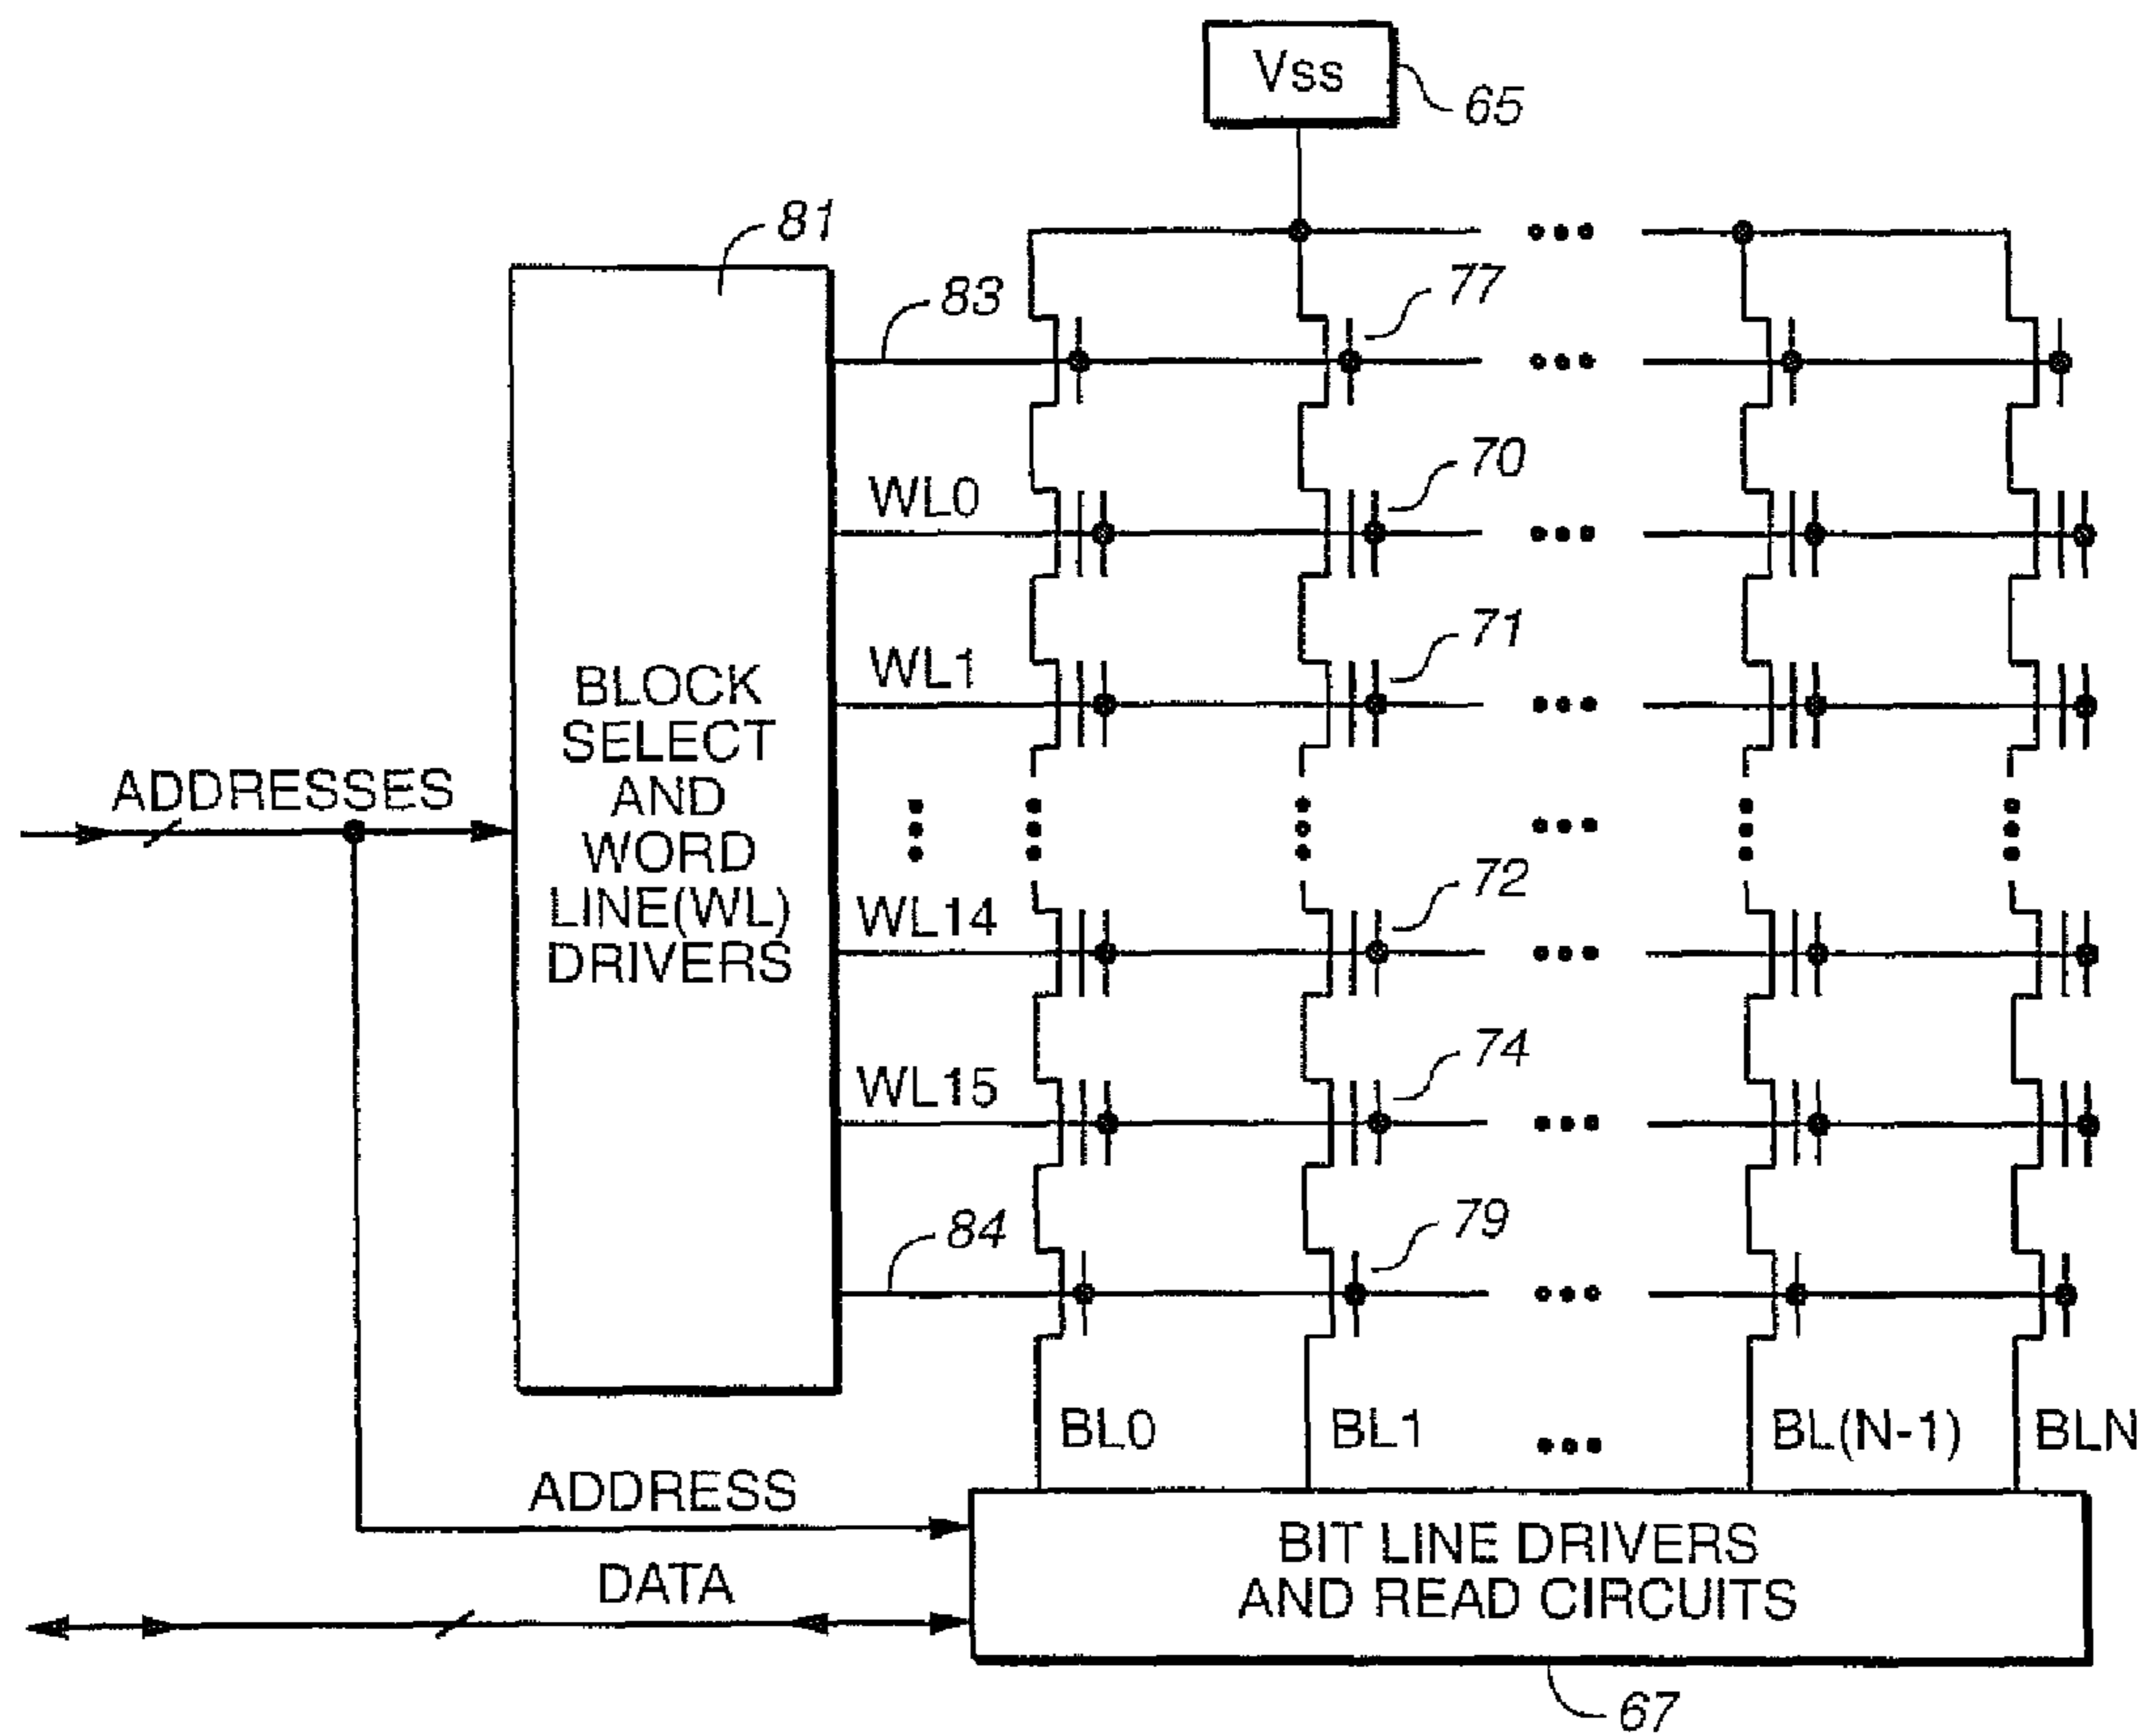 Vss
65
81
83
77
WL0
70
WL1
71
BLOCK
SELECT
AND
WORD
LINE(WL)
DRIVERS
ADDRESSES
WL14
72
WL15
74
84
79
BL0
BL1
BL(N-1)
BLN
ADDRESS
DATA
BIT LINE DRIVERS
AND READ CIRCUITS
67